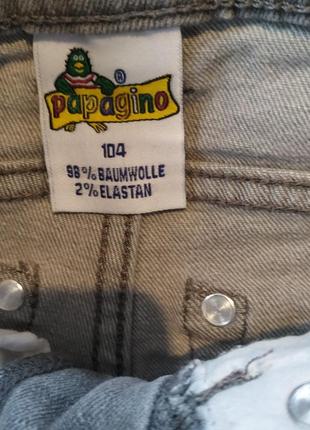 papagino ®
104
98% BAUMWOLLE
2% ELASTAN